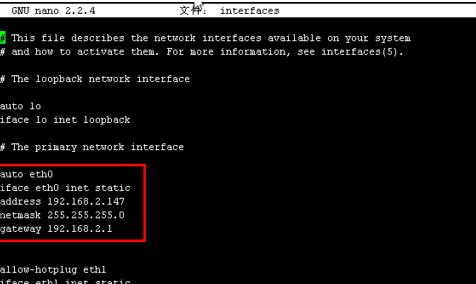 GNU nano 2.2.4 文件: interfaces
# This file describes the network interfaces available on your system
# and how to activate them. For more information, see interfaces(5).
# The loopback network interface
auto lo
iface lo inet loopback
# The primary network interface
auto eth0
iface eth0 inet static
address 192.168.2.147
netmask 255.255.255.0
gateway 192.168.2.1
allow-hotplug eth1
iface eth1 inet static